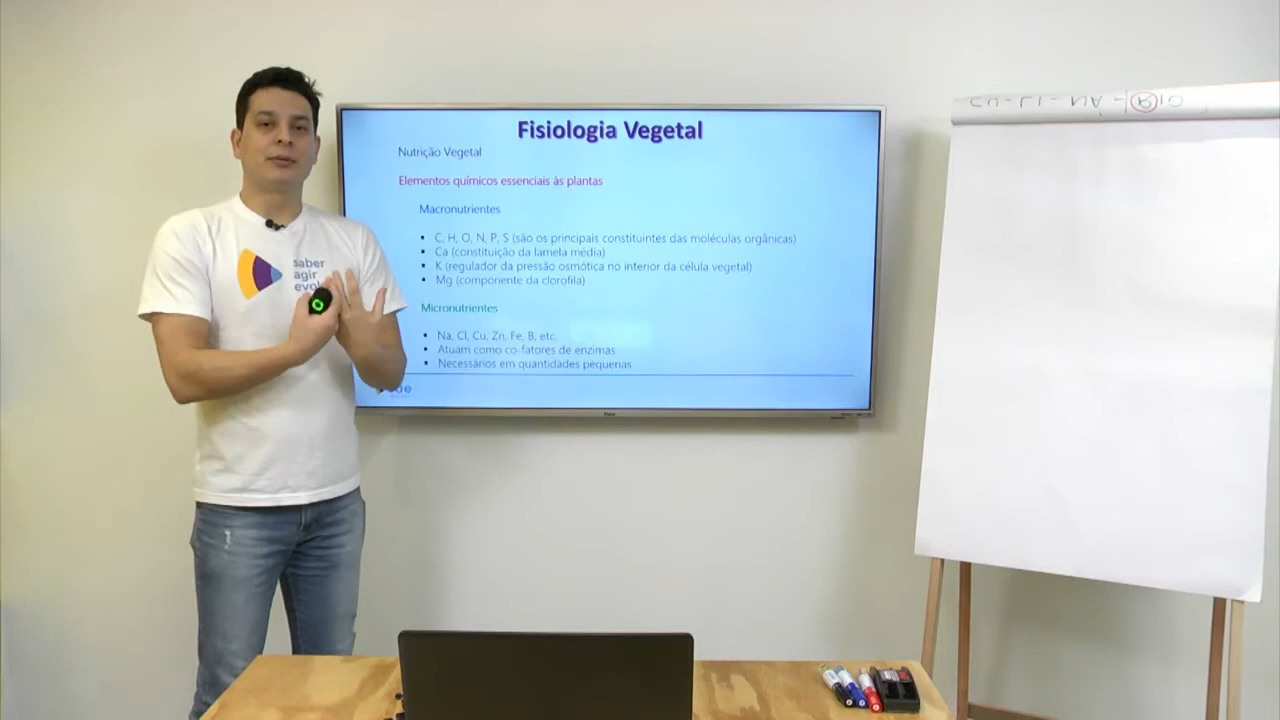 Fisiologia Vegetal
Nutrição Vegetal
Elementos químicos essenciais às plantas
Macronutrientes
• C, H, O, N, P, S (são os principais constituintes das moléculas orgânicas)
• Ca (constituição da lamela média)
• K (regulador da pressão osmótica no interior da célula vegetal)
• Mg (componente da clorofila)
Micronutrientes
• Na, Cl, Cu, Zn, Fe, B, etc.
• Atuam como co-fatores de enzimas
• Necessários em quantidades pequenas
saber
agir